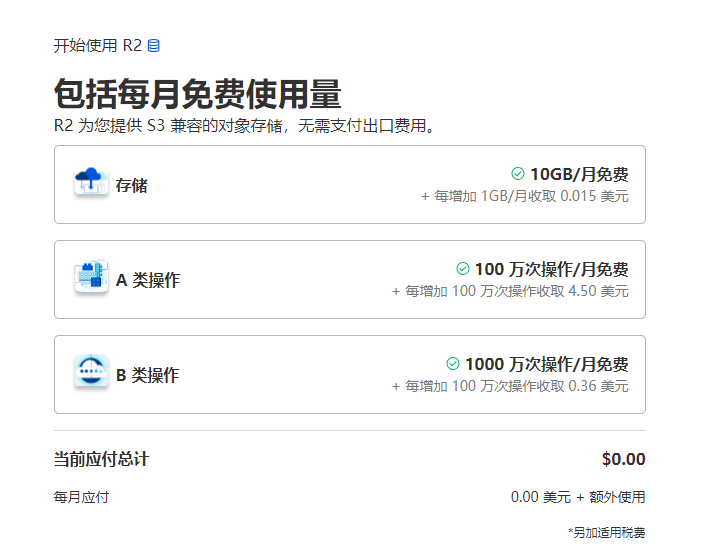 开始使用 R2
包括每月免费使用量
R2 为您提供 S3 兼容的对象存储，无需支付出口费用。
存储
10GB/月免费
+ 每增加 1GB/月收取 0.015 美元
A 类操作
100 万次操作/月免费
+ 每增加 100 万次操作收取 4.50 美元
B 类操作
1000 万次操作/月免费
+ 每增加 100 万次操作收取 0.36 美元
当前应付总计 $0.00
每月应付 0.00 美元 + 额外使用
*另加适用税费